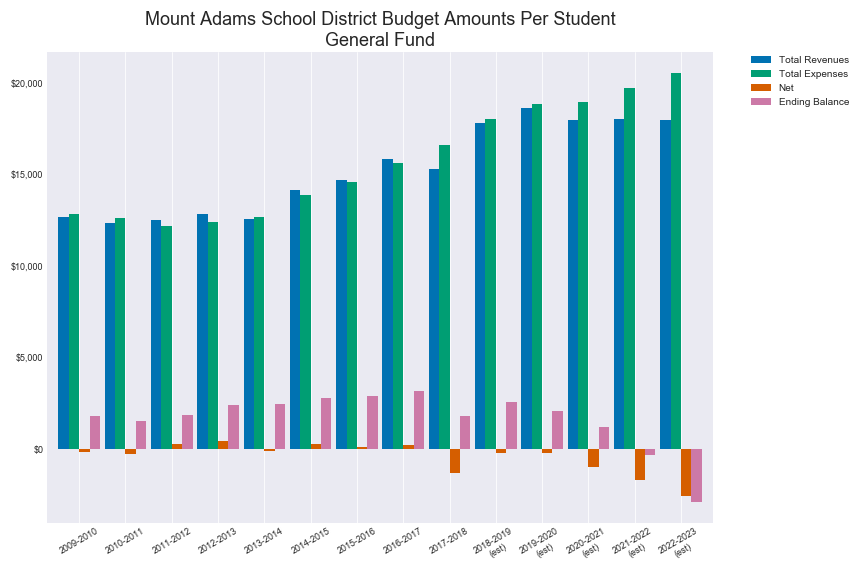 Mount Adams School District Budget Amounts Per Student
General Fund
Total Revenues
Total Expenses
Net
Ending Balance
$20,000
$15,000
$10,000
$5,000
$0
2009-2010
2010-2011
2011-2012
2012-2013
2013-2014
2014-2015
2015-2016
2016-2017
2017-2018
2018-2019
(est)
2019-2020
(est)
2020-2021
(est)
2021-2022
(est)
2022-2023
(est)